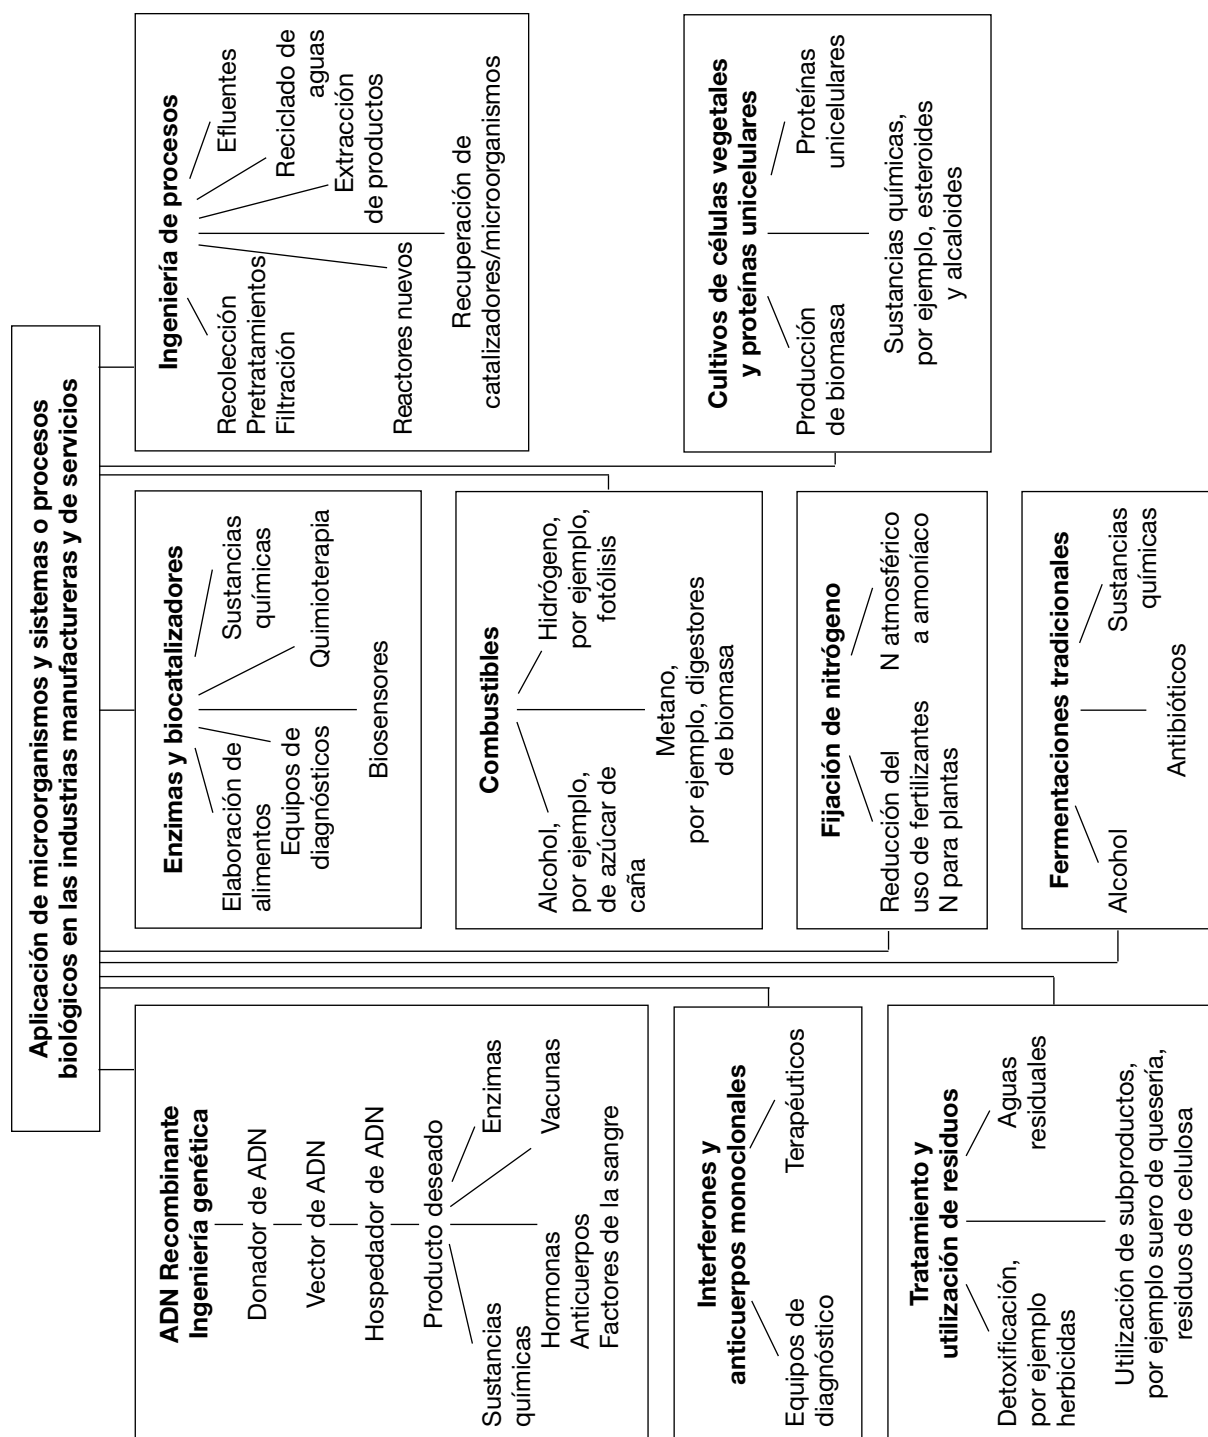 Aplicación de microorganismos y sistemas o procesos
biológicos en las industrias manufactureras y de servicios
ADN Recombinante
Ingeniería genética
Donador de ADN
Vector de ADN
Hospedador de ADN
Producto deseado
Sustancias
químicas
Enzimas
Vacunas
Hormonas
Anticuerpos
Factores de la sangre
Interferones y
anticuerpos monoclonales
Equipos de
diagnóstico
Terapéuticos
Tratamiento y
utilización de residuos
Detoxificación,
por ejemplo
herbicidas
Aguas
residuales
Utilización de subproductos,
por ejemplo suero de quesería,
residuos de celulosa
Enzimas y biocatalizadores
Elaboración de
alimentos
Equipos de
diagnósticos
Sustancias
químicas
Quimioterapia
Biosensores
Combustibles
Alcohol,
por ejemplo,
de azúcar de
caña
Hidrógeno,
por ejemplo,
fotólisis
Metano,
por ejemplo, digestores
de biomasa
Fijación de nitrógeno
Reducción del
uso de fertilizantes
N para plantas
N atmosférico
a amoníaco
Fermentaciones tradicionales
Alcohol
Sustancias
químicas
Antibióticos
Ingeniería de procesos
Recolección
Pretratamientos
Filtración
Efluentes
Reciclado de
aguas
Extracción
de productos
Reactores nuevos
Recuperación de
catalizadores/microorganismos
Cultivos de células vegetales
y proteínas unicelulares
Producción
de biomasa
Proteínas
unicelulares
Sustancias químicas,
por ejemplo, esteroides
y alcaloides